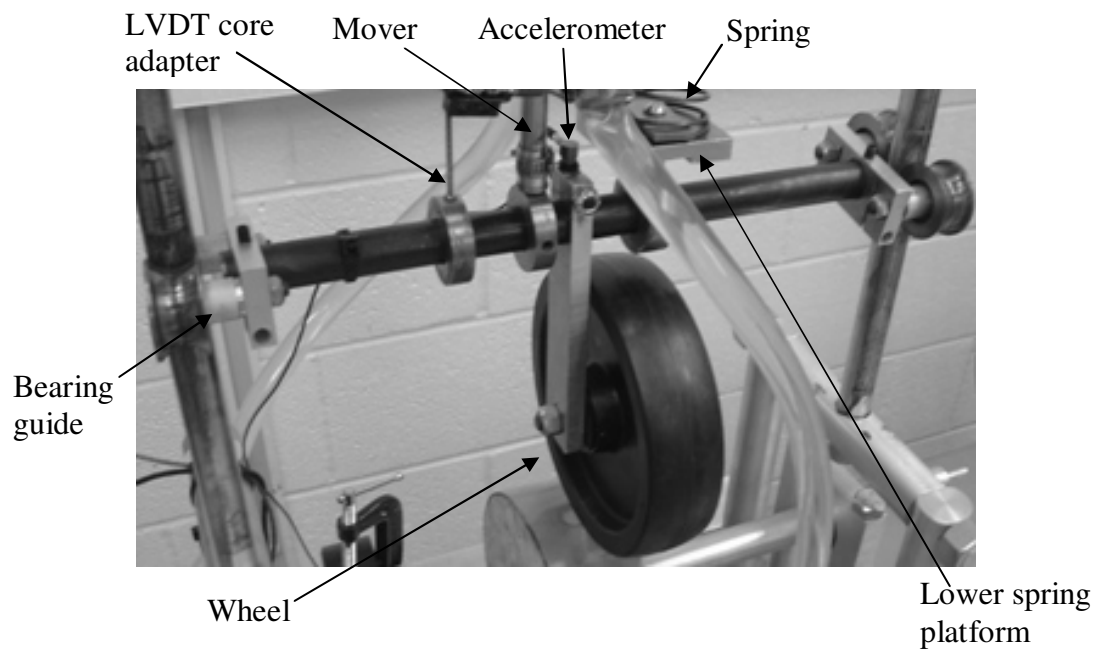 LVDT core
adapter
Mover
Accelerometer
Spring
Bearing
guide
Wheel
Lower spring
platform